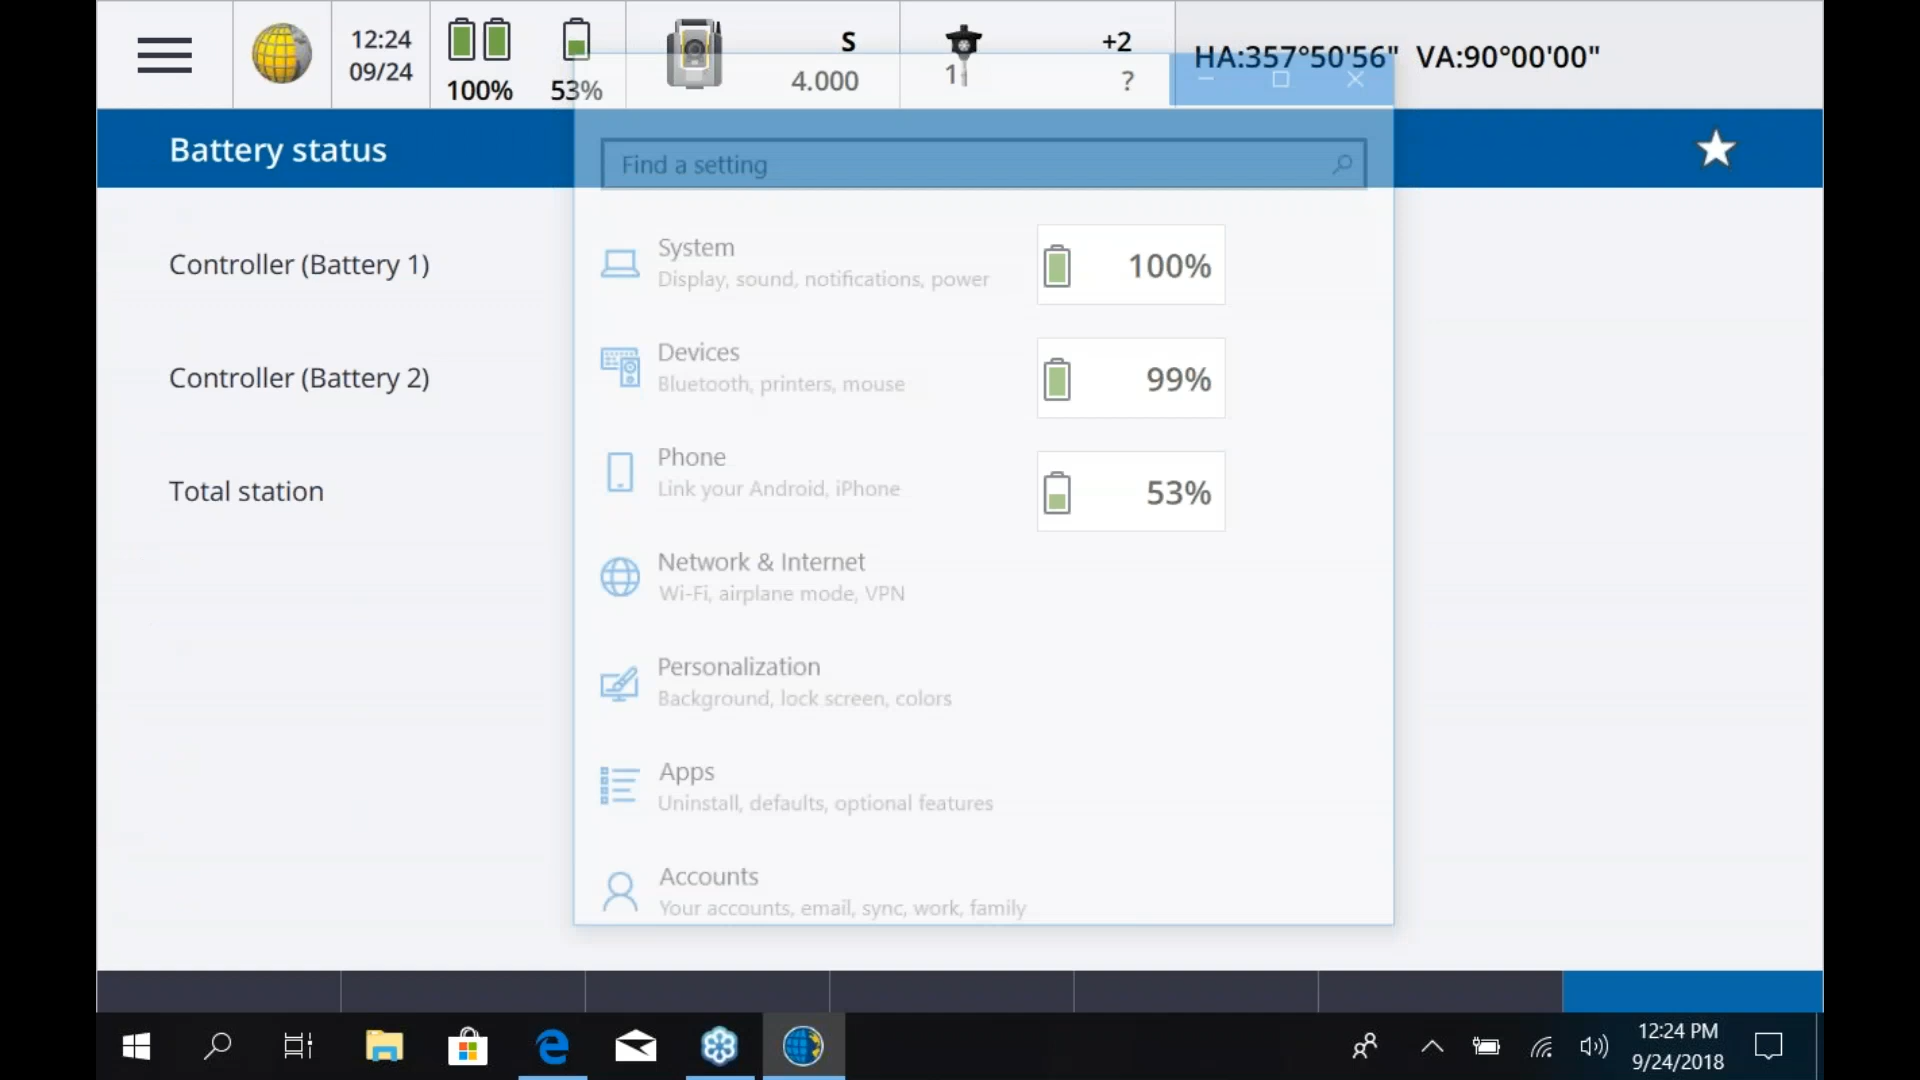 12:24
09/24
100%
53%
S
4.000
1
+2
?
HA:357°50'56" VA:90°00'00"
Battery status
Find a setting
Controller (Battery 1)
System
Display, sound, notifications, power
100%
Controller (Battery 2)
Devices
Bluetooth, printers, mouse
99%
Total station
Phone
Link your Android, iPhone
53%
Network & Internet
Wi-Fi, airplane mode, VPN
Personalization
Background, lock screen, colors
Apps
Uninstall, defaults, optional features
Accounts
Your accounts, email, sync, work, family
12:24 PM
9/24/2018